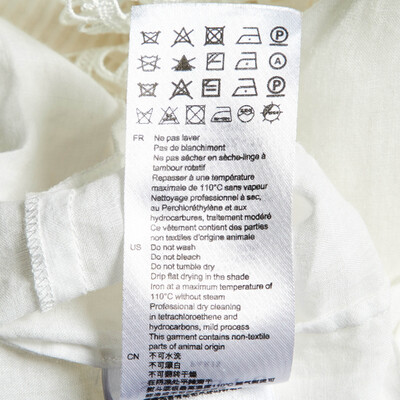 P
A
P
FR Ne pas laver
Pas de blanchiment
Ne pas sécher en sèche-linge à
tambour rotatif
Repasser à une température
maximale de 110°C sans vapeur
Nettoyage professionnel à sec,
au Perchloréthylène et aux
hydrocarbures, traitement modéré
Ce vêtement contient des parties
non textiles d'origine animale
US Do not wash
Do not bleach
Do not tumble dry
Drip flat drying in the shade
Iron at a maximum temperature of
110°C without steam
Professional dry cleaning
in tetrachloroethene and
hydrocarbons, mild process
This garment contains non-textile
parts of animal origin
CN 不可水洗
不可漂白
不可翻转干燥